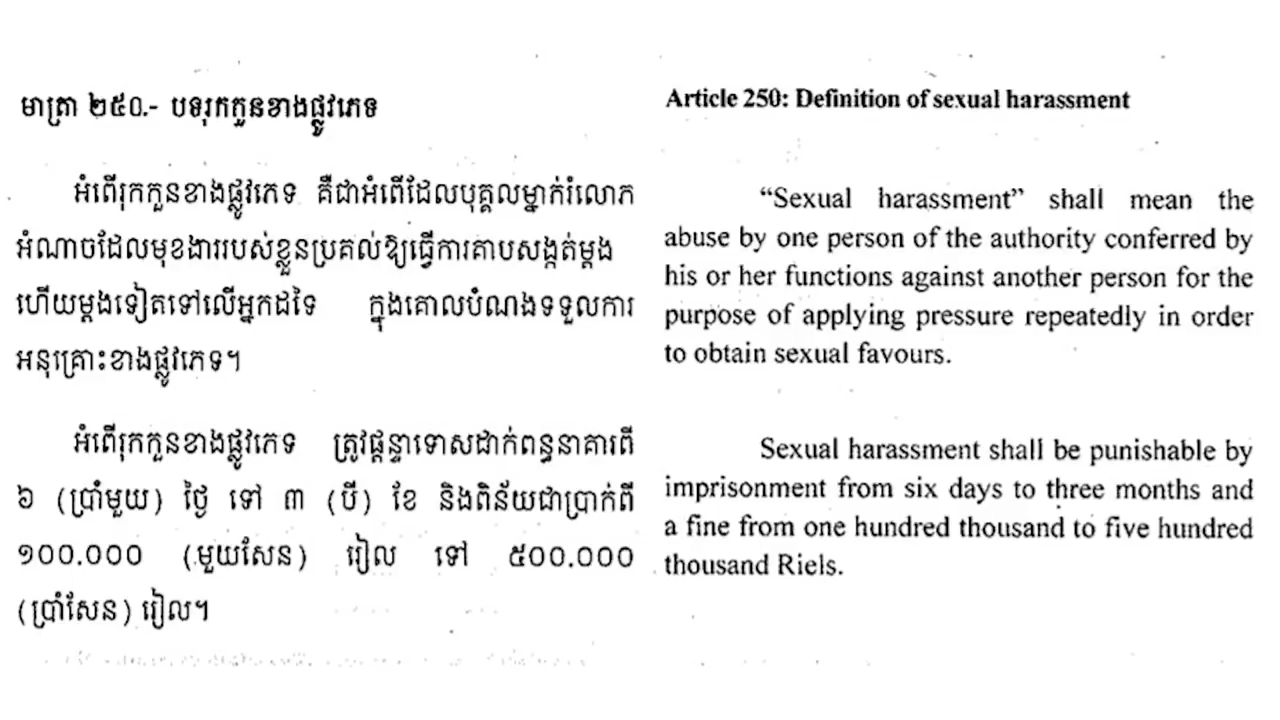 មាត្រា ២៥០.- បទរុកកួនខាងផ្លូវភេទ
អំពើរុកកួនខាងផ្លូវភេទ គឺជាអំពើដែលបុគ្គលម្នាក់រំលោភ
អំណាចដែលមុខងាររបស់ខ្លួនប្រគល់ឱ្យធ្វើការគាបសង្កត់ម្ដង
ហើយម្ដងទៀតទៅលើអ្នកដទៃ ក្នុងគោលបំណងទទួលការ
អនុគ្រោះខាងផ្លូវភេទ។
អំពើរុកកួនខាងផ្លូវភេទ ត្រូវផ្ដន្ទាទោសដាក់ពន្ធនាគារពី
៦ (ប្រាំមួយ) ថ្ងៃ ទៅ ៣ (បី) ខែ និងពិន័យជាប្រាក់ពី
១០០.០០០ (មួយសែន) រៀល ទៅ ៥០០.០០០
(ប្រាំសែន) រៀល។
Article 250: Definition of sexual harassment
“Sexual harassment” shall mean the
abuse by one person of the authority conferred by
his or her functions against another person for the
purpose of applying pressure repeatedly in order
to obtain sexual favours.
Sexual harassment shall be punishable by
imprisonment from six days to three months and
a fine from one hundred thousand to five hundred
thousand Riels.